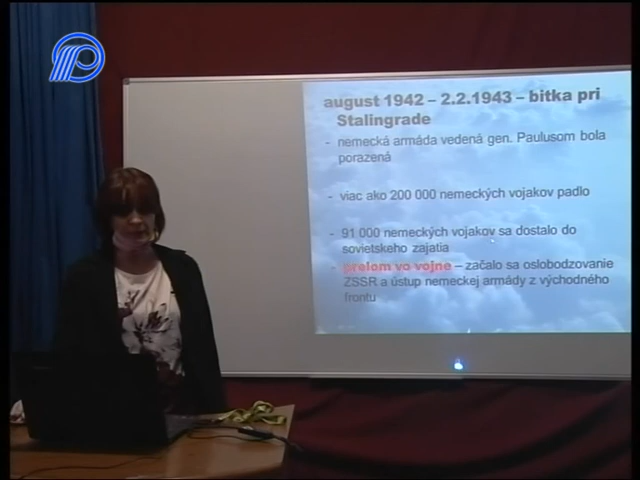 august 1942 – 2.2.1943 – bitka pri
Stalingrade
- nemecká armáda vedená gen. Paulusom bola
porazená
- viac ako 200 000 nemeckých vojakov padlo
- 91 000 nemeckých vojakov sa dostalo do
sovietskeho zajatia
- prelom vo vojne – začalo sa oslobodzovanie
ZSSR a ústup nemeckej armády z východného
frontu